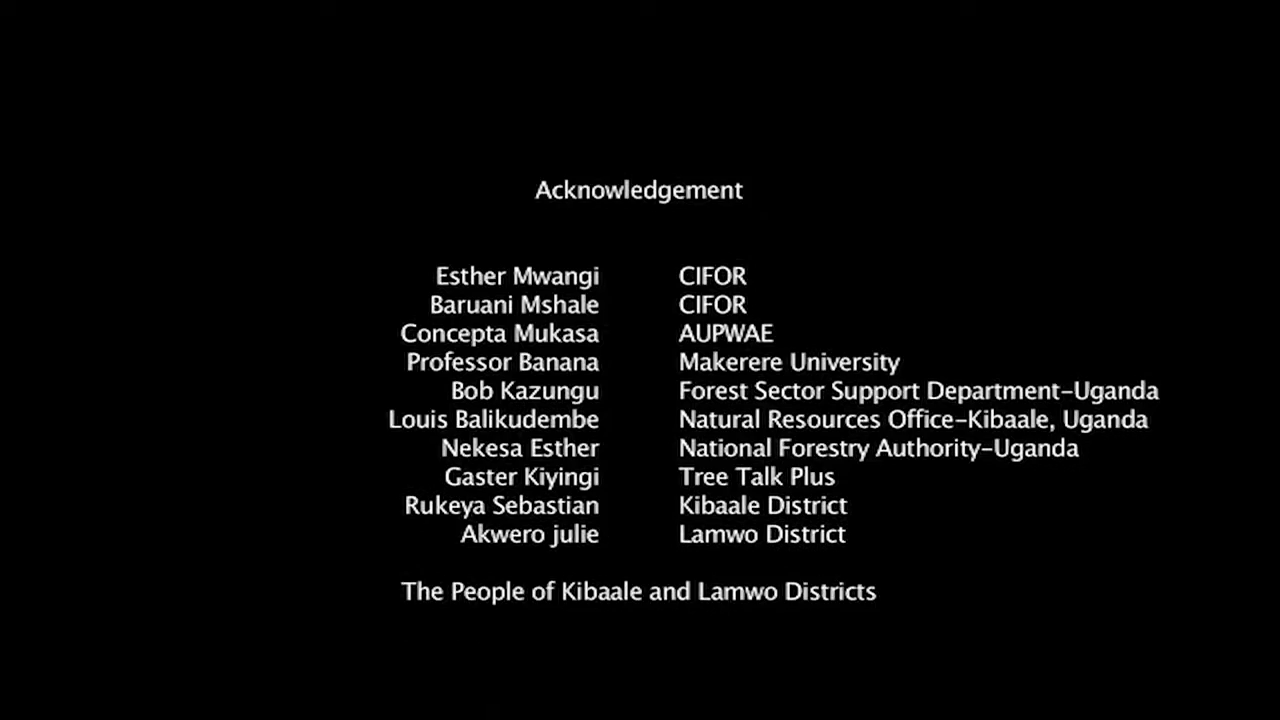 Acknowledgement
Esther Mwangi CIFOR
Baruani Mshale CIFOR
Concepta Mukasa AUPWAE
Professor Banana Makerere University
Bob Kazungu Forest Sector Support Department-Uganda
Louis Balikudembe Natural Resources Office-Kibaale, Uganda
Nekesa Esther National Forestry Authority-Uganda
Gaster Kiyingi Tree Talk Plus
Rukeya Sebastian Kibaale District
Akwero julie Lamwo District
The People of Kibaale and Lamwo Districts